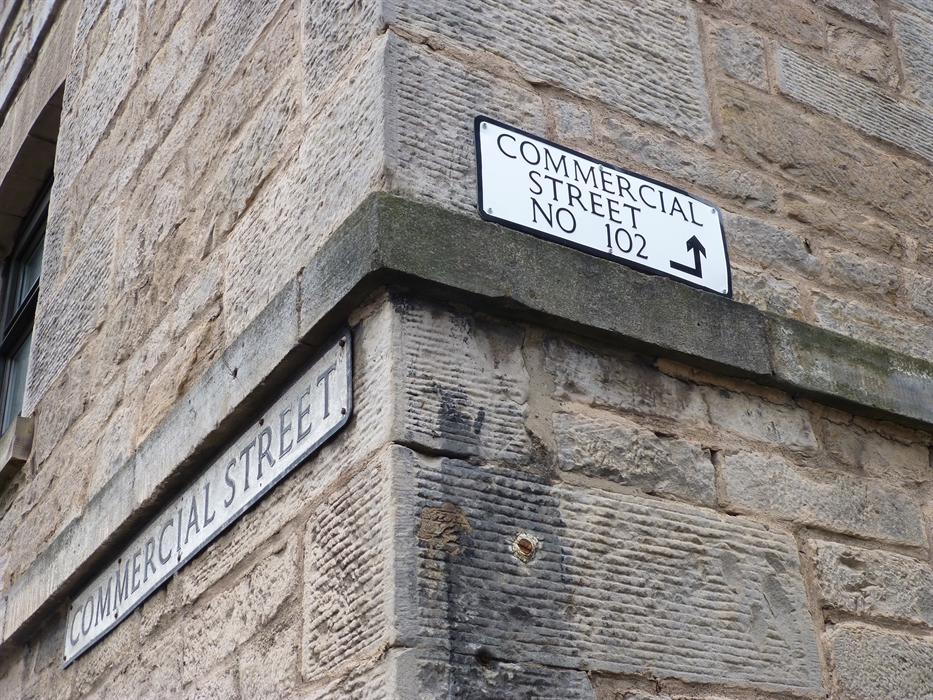 COMMERCIAL
STREET
NO 102
COMMERCIAL STREET